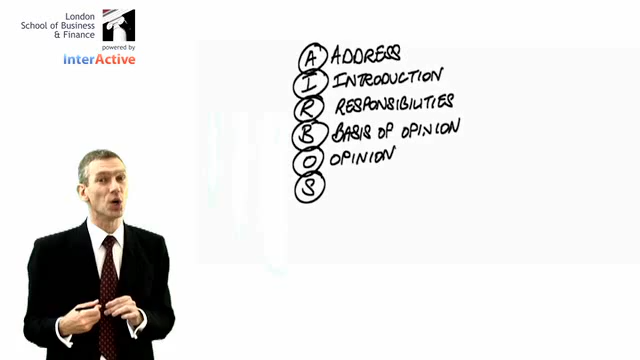 London
School of Business
& Finance
powered by
InterActive
A ADDRESS
I INTRODUCTION
R RESPONSIBILITIES
B BASIS OF OPINION
O OPINION
S